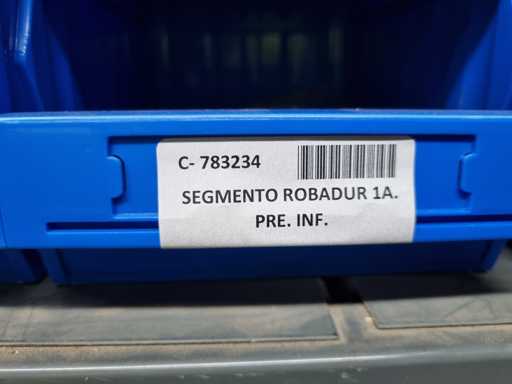 C- 783234
SEGMENTO ROBADUR 1A.
PRE. INF.